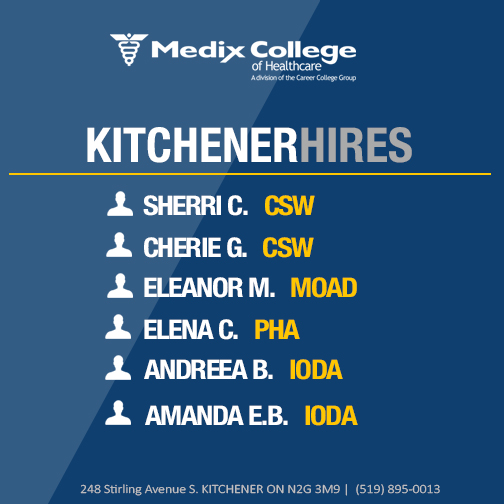 Medix College
of Healthcare
A division of the Career College Group
KITCHENERHIRES
SHERRI C. CSW
CHERIE G. CSW
ELEANOR M. MOAD
ELENA C. PHA
ANDREEA B. IODA
AMANDA E.B. IODA
248 Stirling Avenue S. KITCHENER ON N2G 3M9 | (519) 895-0013